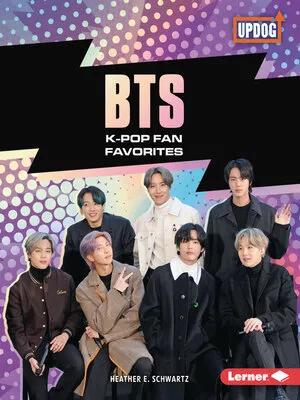 UPDOG
BTS
K-POP FAN
FAVORITES
HEATHER E. SCHWARTZ
Lerner